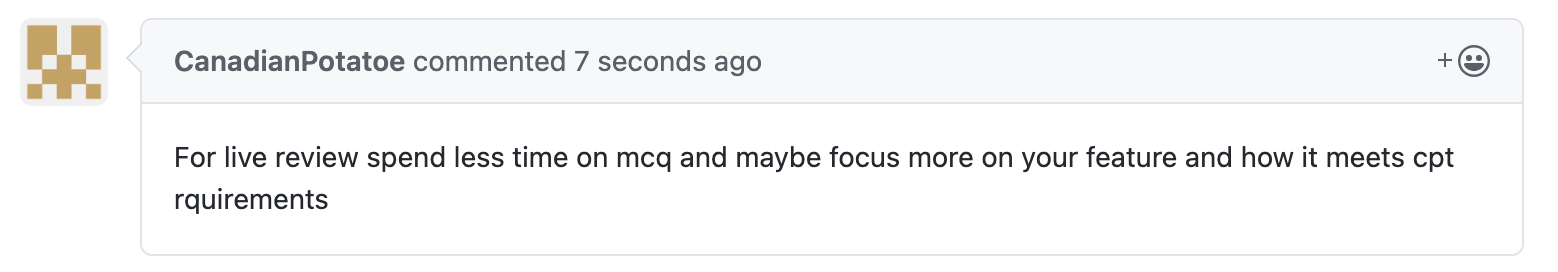 CanadianPotatoe commented 7 seconds ago
For live review spend less time on mcq and maybe focus more on your feature and how it meets cpt
rquirements